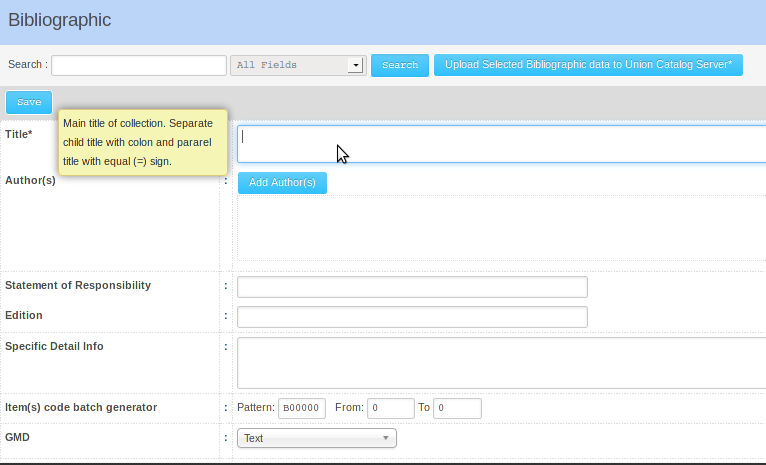 Bibliographic
Search : All Fields Search Upload Selected Bibliographic data to Union Catalog Server*
Save
Main title of collection. Separate
child title with colon and pararel
title with equal (=) sign.
Title*
Author(s) : Add Author(s)
Statement of Responsibility :
Edition :
Specific Detail Info :
Item(s) code batch generator : Pattern: B00000 From: 0 To 0
GMD : Text